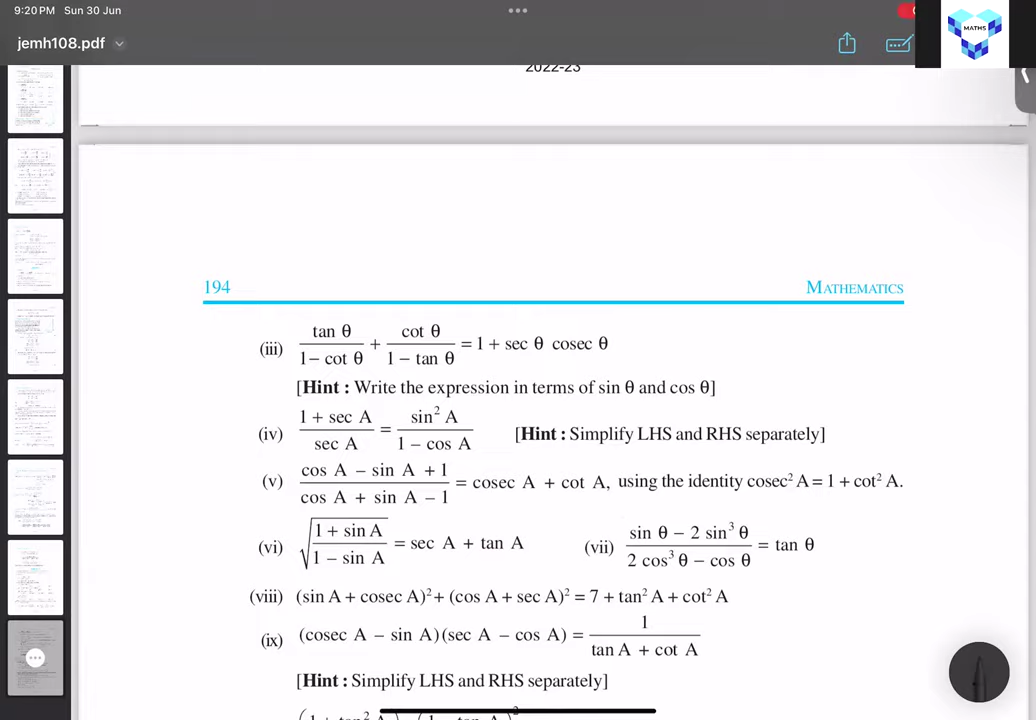 9:20 PM Sun 30 Jun
jemh108.pdf
MATHS
2022-23
194 MATHEMATICS
(iii) tan θ / 1– cot θ + cot θ / 1 – tan θ = 1 + sec θ cosec θ
[Hint : Write the expression in terms of sin θ and cos θ]
(iv) 1 + sec A / sec A = sin² A / 1 – cos A [Hint : Simplify LHS and RHS separately]
(v) cos A – sin A + 1 / cos A + sin A – 1 = cosec A + cot A, using the identity cosec² A = 1 + cot² A.
(vi) √(1 + sin A / 1 – sin A) = sec A + tan A (vii) sin θ – 2 sin³ θ / 2 cos³ θ – cos θ = tan θ
(viii) (sin A + cosec A)² + (cos A + sec A)² = 7 + tan² A + cot² A
(ix) (cosec A – sin A) (sec A – cos A) = 1 / tan A + cot A
[Hint : Simplify LHS and RHS separately]